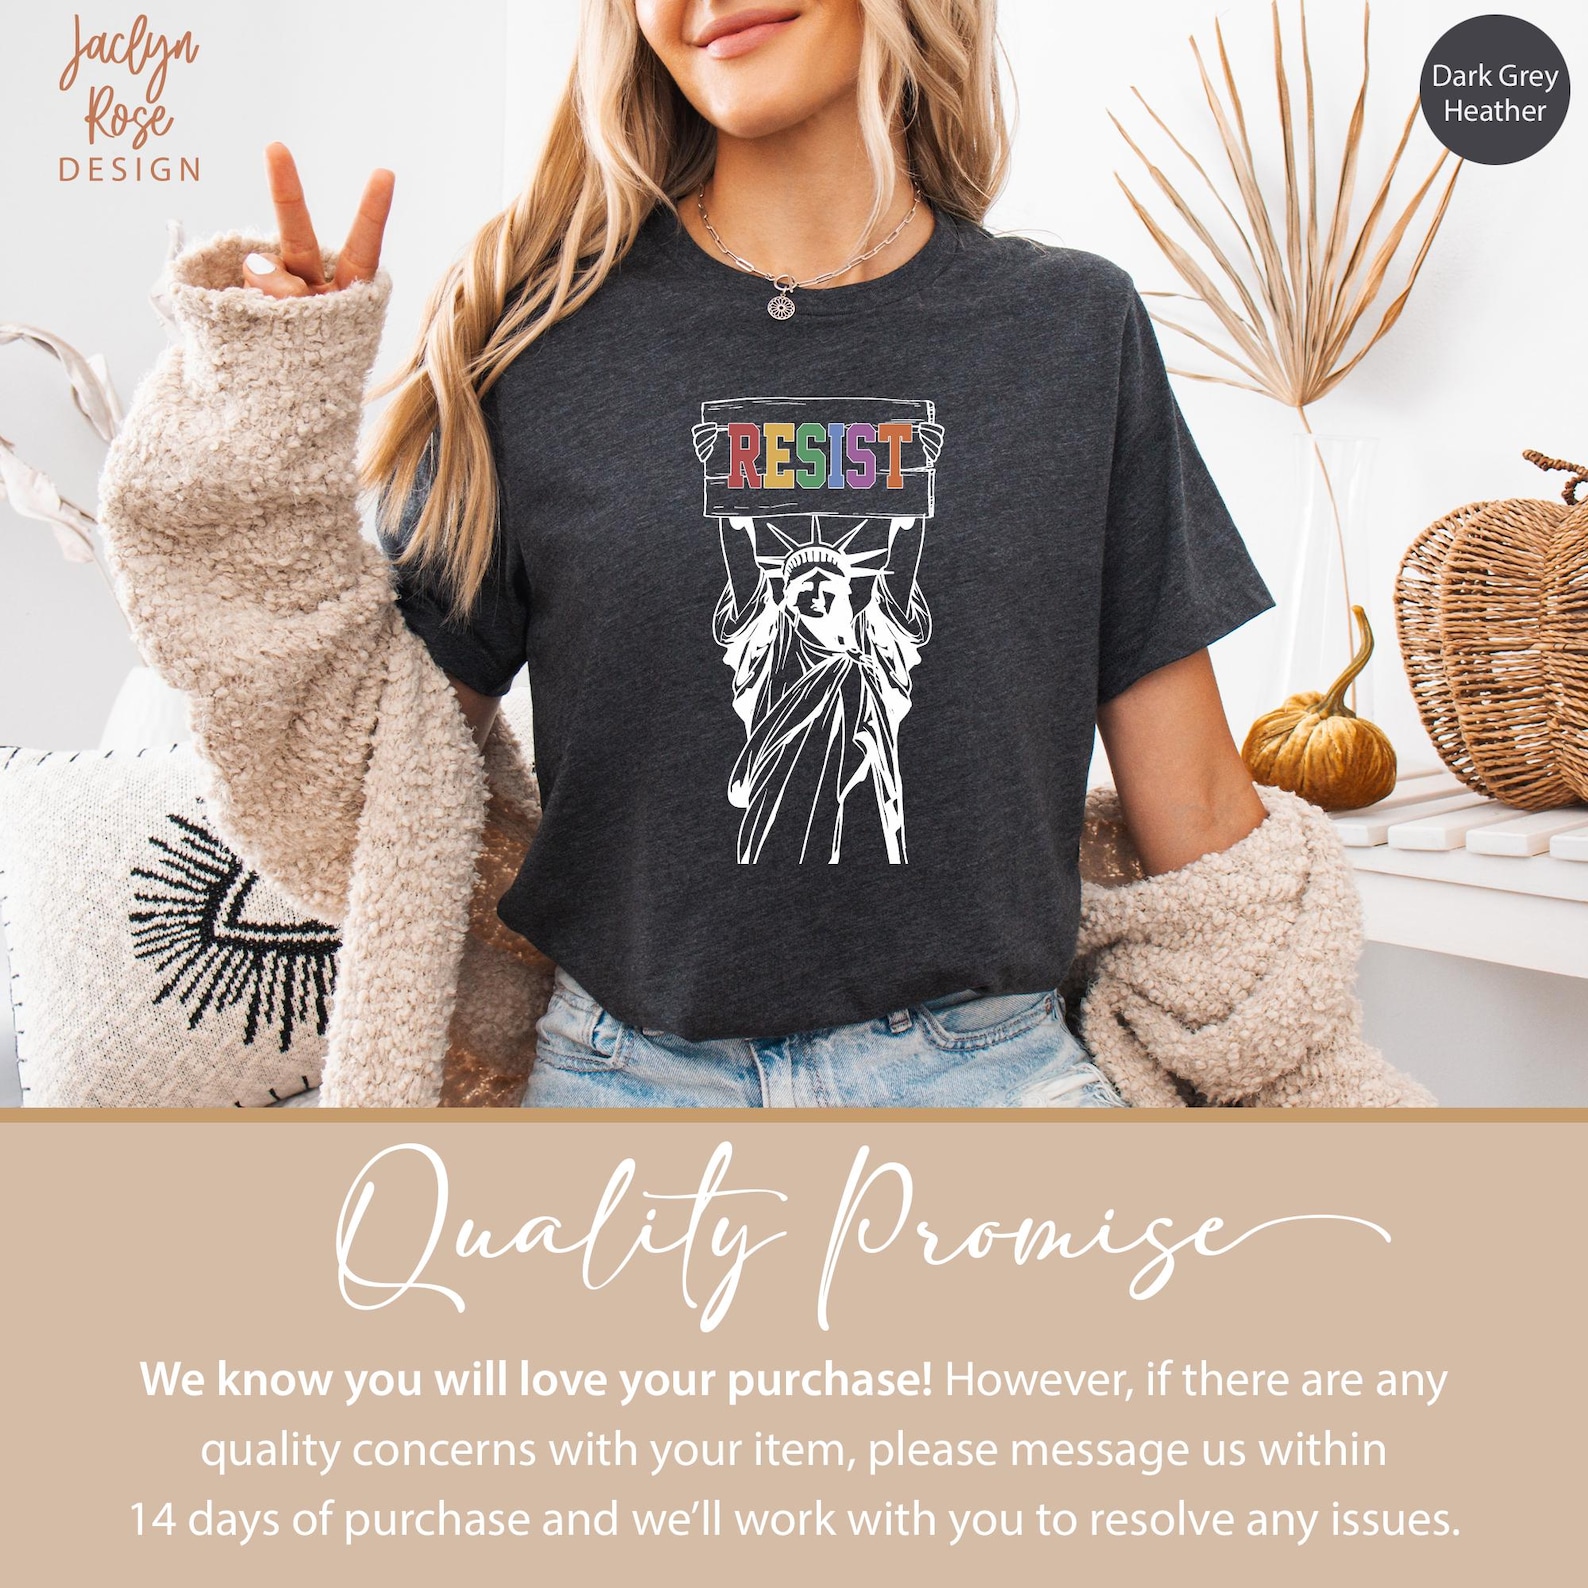 Jaclyn
Rose
DESIGN
Dark Grey
Heather
RESIST
Quality Promise
We know you will love your purchase! However, if there are any
quality concerns with your item, please message us within
14 days of purchase and we'll work with you to resolve any issues.